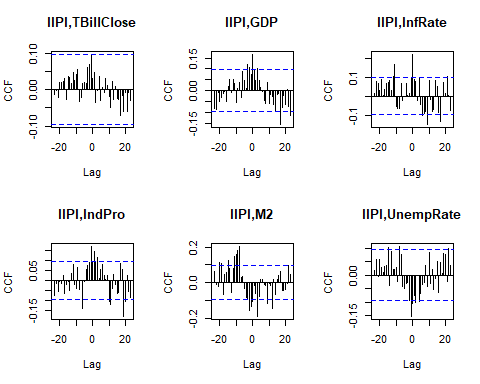 IIPI,TBillClose
IIPI,GDP
IIPI,InfRate
CCF
0.10
0.00
-0.10
-20
0
20
Lag
CCF
0.15
0.00
-0.15
-20
0
20
Lag
CCF
0.1
-0.1
-20
0
20
Lag
IIPI,IndPro
IIPI,M2
IIPI,UnempRate
CCF
0.05
-0.15
-20
0
20
Lag
CCF
0.2
0.0
-0.2
-20
0
20
Lag
CCF
0.00
-0.15
-20
0
20
Lag